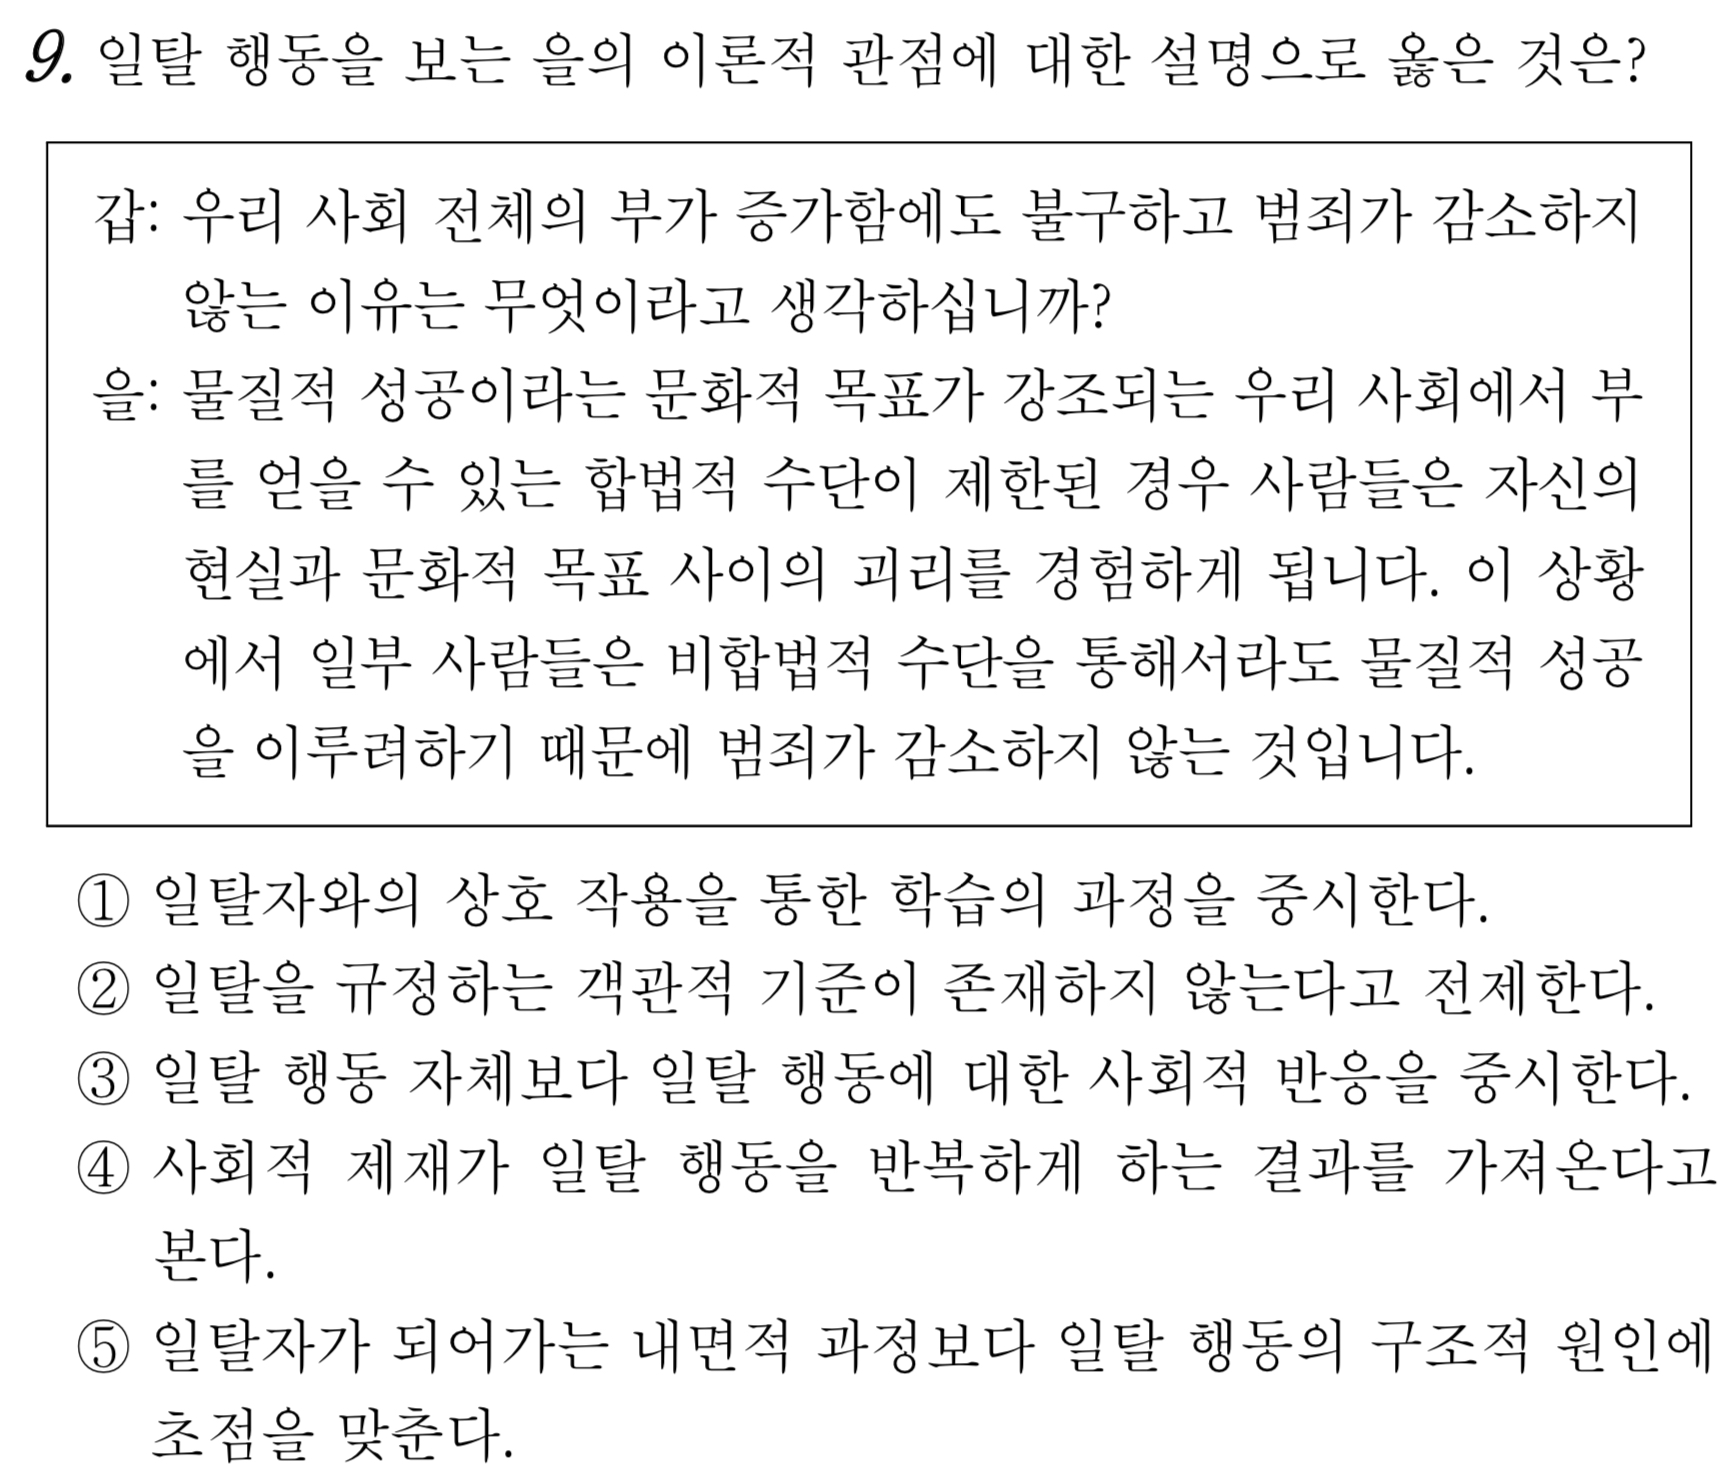 9. 일탈 행동을 보는 을의 이론적 관점에 대한 설명으로 옳은 것은?
갑: 우리 사회 전체의 부가 증가함에도 불구하고 범죄가 감소하지
않는 이유는 무엇이라고 생각하십니까?
을: 물질적 성공이라는 문화적 목표가 강조되는 우리 사회에서 부
를 얻을 수 있는 합법적 수단이 제한된 경우 사람들은 자신의
현실과 문화적 목표 사이의 괴리를 경험하게 됩니다. 이 상황
에서 일부 사람들은 비합법적 수단을 통해서라도 물질적 성공
을 이루려하기 때문에 범죄가 감소하지 않는 것입니다.
① 일탈자와의 상호 작용을 통한 학습의 과정을 중시한다.
② 일탈을 규정하는 객관적 기준이 존재하지 않는다고 전제한다.
③ 일탈 행동 자체보다 일탈 행동에 대한 사회적 반응을 중시한다.
④ 사회적 제재가 일탈 행동을 반복하게 하는 결과를 가져온다고
본다.
⑤ 일탈자가 되어가는 내면적 과정보다 일탈 행동의 구조적 원인에
초점을 맞춘다.